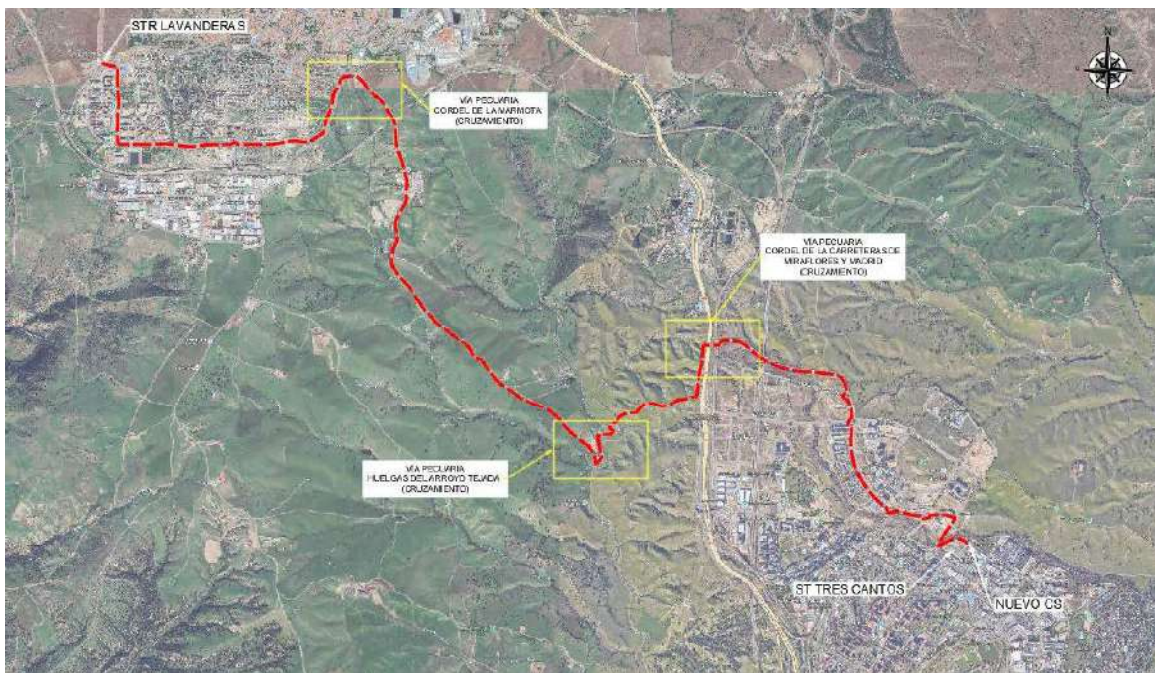 STR LAVANDERAS
N
VÍA PECUARIA
CORDEL DE LA MARMOTA
(CRUZAMIENTO)
VÍA PECUARIA
CORDEL DE LA CARRETERAS DE
MIRAFLORES Y MADRID
(CRUZAMIENTO)
VÍA PECUARIA
HUELGAS DEL ARROYO TEJADA
(CRUZAMIENTO)
ST TRES CANTOS
NUEVO CS